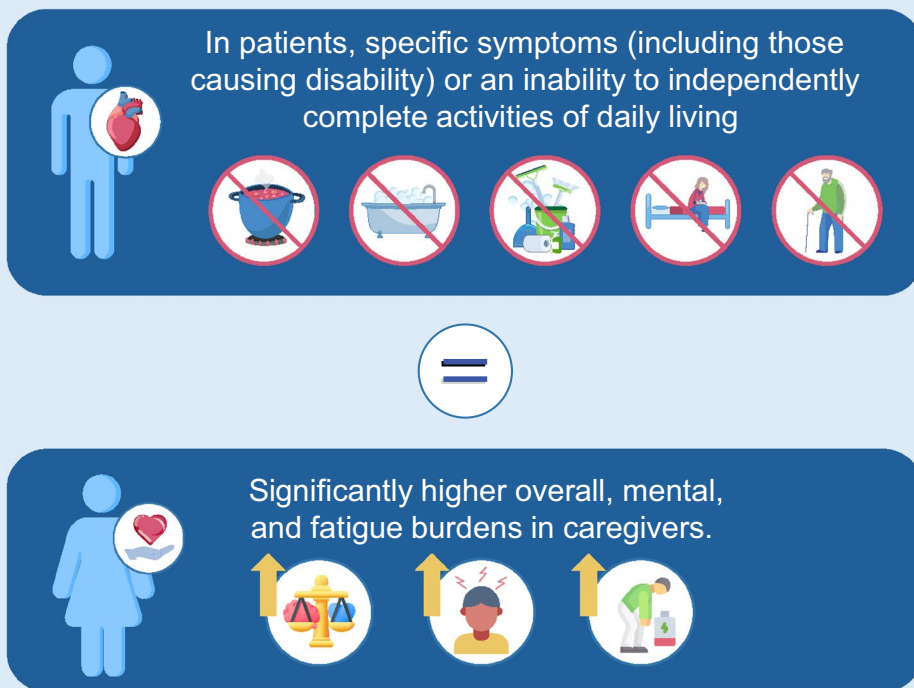 In patients, specific symptoms (including those
causing disability) or an inability to independently
complete activities of daily living
Significantly higher overall, mental,
and fatigue burdens in caregivers.